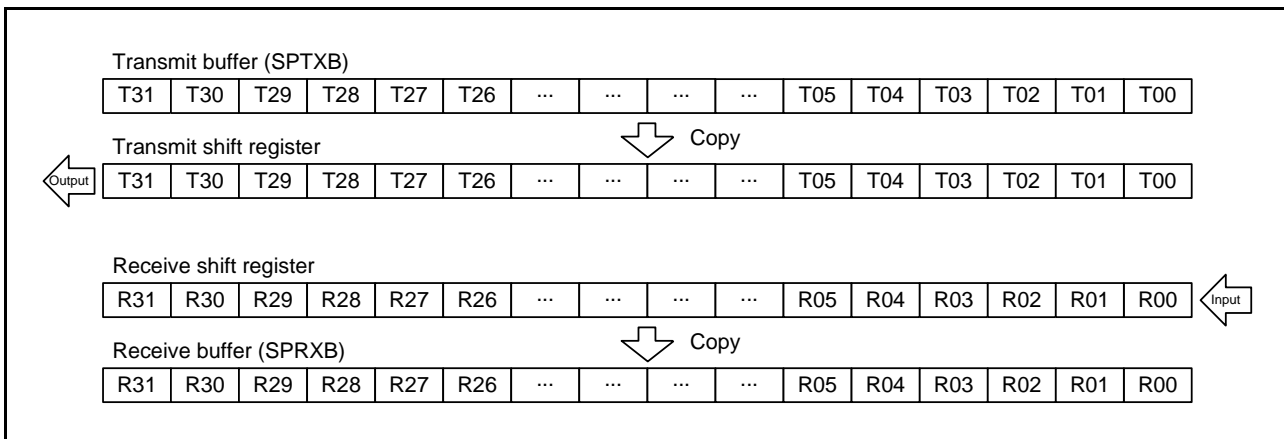 Transmit buffer (SPTXB)
T31 T30 T29 T28 T27 T26 ... ... ... ... T05 T04 T03 T02 T01 T00
Copy
Transmit shift register
Output T31 T30 T29 T28 T27 T26 ... ... ... ... T05 T04 T03 T02 T01 T00
Receive shift register
R31 R30 R29 R28 R27 R26 ... ... ... ... R05 R04 R03 R02 R01 R00 Input
Copy
Receive buffer (SPRXB)
R31 R30 R29 R28 R27 R26 ... ... ... ... R05 R04 R03 R02 R01 R00